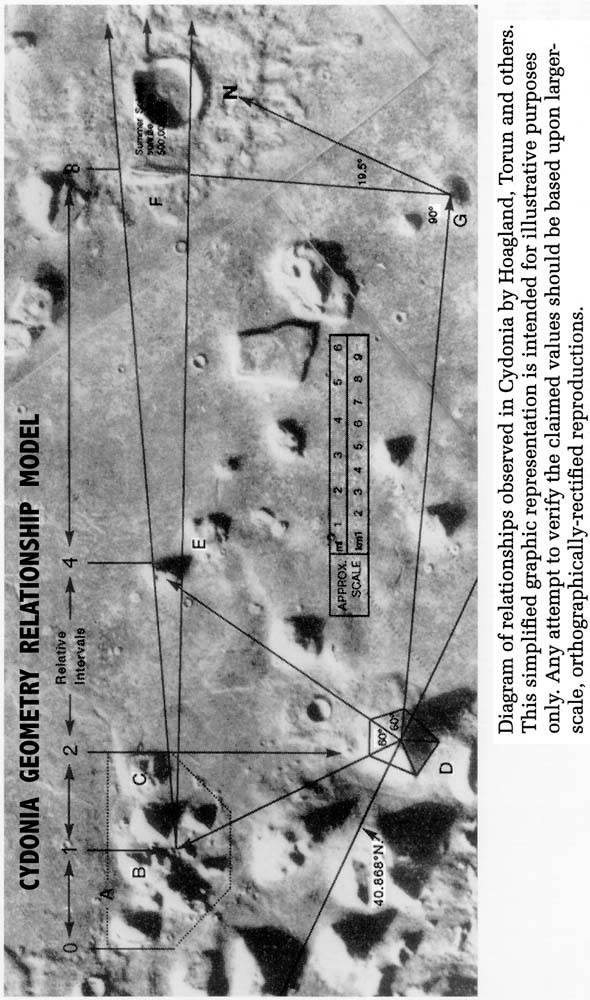 CYDONIA GEOMETRY RELATIONSHIP MODEL
0 1 2 Relative 4 8
Intervals
A
B
C
E
F
Summer
500,00
N
19.5°
90°
G
APPROX. mi 1 2 3 4 5 6
SCALE km 1 2 3 4 5 6 7 8 9
60°
60°
D
40.868°N.
Diagram of relationships observed in Cydonia by Hoagland, Torun and others.
This simplified graphic representation is intended for illustrative purposes
only. Any attempt to verify the claimed values should be based upon larger-
scale, orthographically-rectified reproductions.